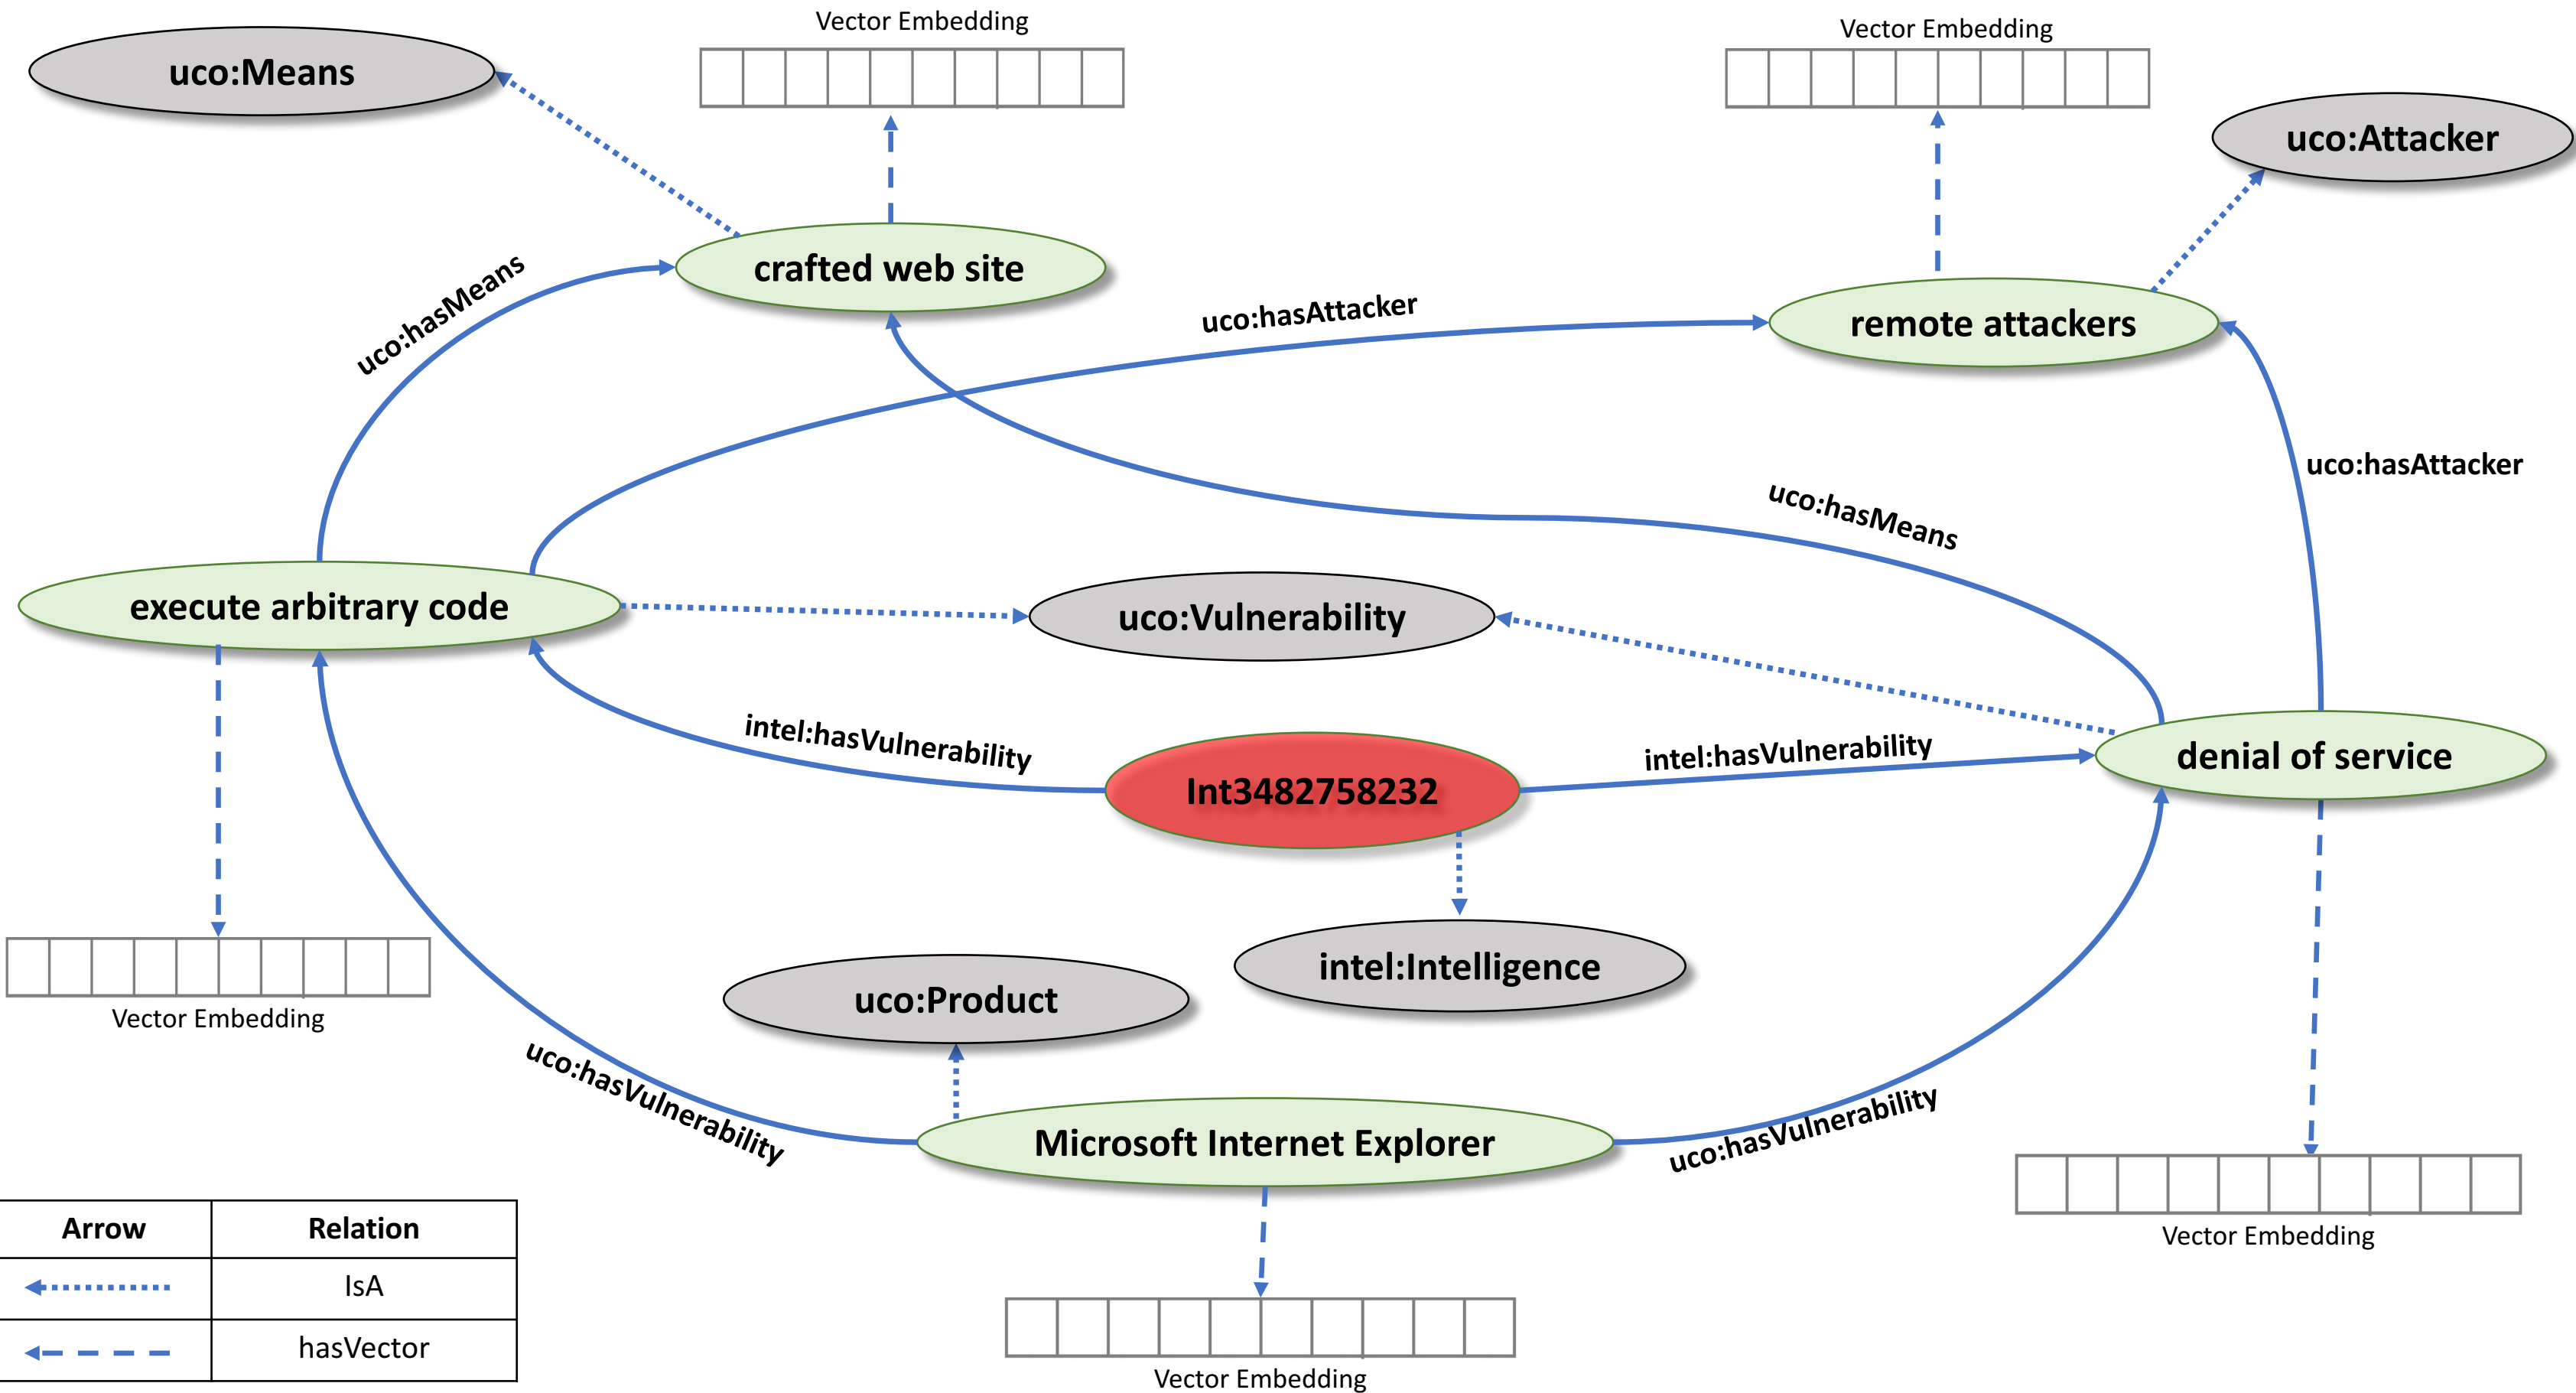 Vector Embedding
Vector Embedding
uco:Means
uco:Attacker
crafted web site
uco:hasMeans
uco:hasAttacker
remote attackers
uco:hasAttacker
uco:hasMeans
execute arbitrary code
uco:Vulnerability
intel:hasVulnerability
intel:hasVulnerability
denial of service
Int3482758232
intel:Intelligence
uco:Product
Vector Embedding
uco:hasVulnerability
uco:hasVulnerability
Microsoft Internet Explorer
Vector Embedding
Arrow Relation
IsA
hasVector
Vector Embedding